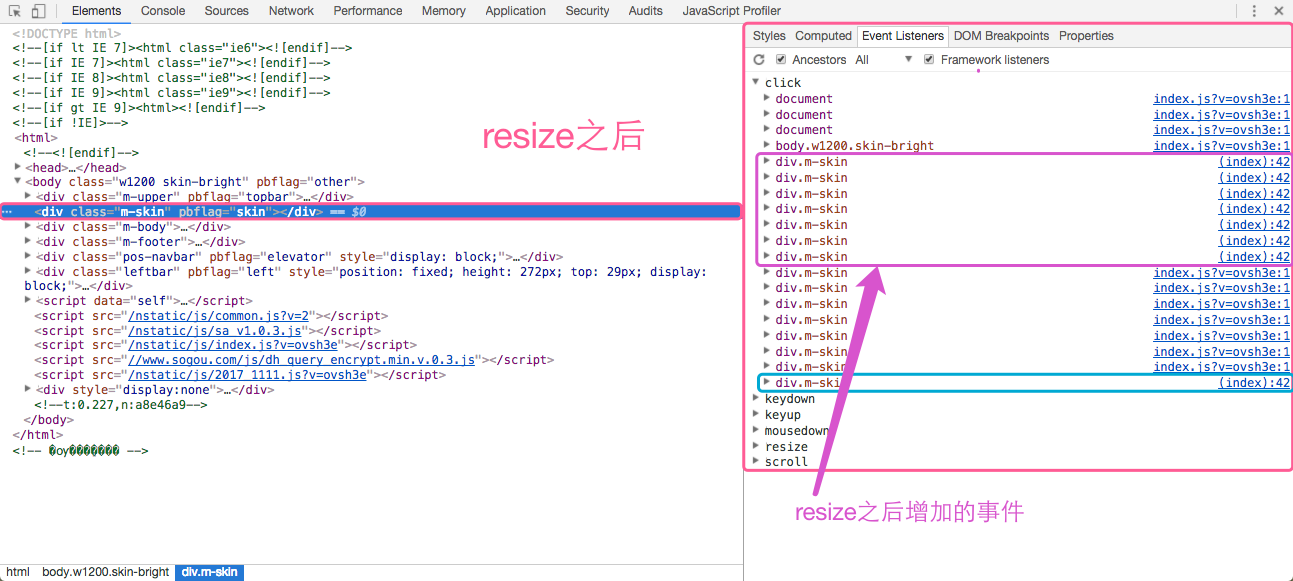 Elements Console Sources Network Performance Memory Application Security Audits JavaScript Profiler
<!DOCTYPE html>
<!--[if lt IE 7]><html class="ie6"><![endif]-->
<!--[if IE 7]><html class="ie7"><![endif]-->
<!--[if IE 8]><html class="ie8"><![endif]-->
<!--[if IE 9]><html class="ie9"><![endif]-->
<!--[if gt IE 9]><html><![endif]-->
<!--[if !IE]>-->
<html>
<!--<![endif]-->
<head>…</head>
<body class="w1200 skin-bright" pbflag="other">
<div class="m-upper" pbflag="topbar">…</div>
<div class="m-skin" pbflag="skin"></div> == $0
<div class="m-body">…</div>
<div class="m-footer">…</div>
<div class="pos-navbar" pbflag="elevator" style="display: block;">…</div>
<div class="leftbar" pbflag="left" style="position: fixed; height: 272px; top: 29px; display:
block;">…</div>
<script data="self">…</script>
<script src="/nstatic/js/common.js?v=2"></script>
<script src="/nstatic/js/sa_v1.0.3.js"></script>
<script src="/nstatic/js/index.js?v=ovsh3e"></script>
<script src="//www.sogou.com/js/dh_query_encrypt.min.v.0.3.js"></script>
<script src="/nstatic/js/2017_1111.js?v=ovsh3e"></script>
<div style="display:none">…</div>
<!--t:0.227,n:a8e46a9-->
</body>
</html>
resize之后
html body.w1200.skin-bright div.m-skin
Styles Computed Event Listeners DOM Breakpoints Properties
Ancestors All Framework listeners
click
document index.js?v=ovsh3e:1
document index.js?v=ovsh3e:1
document index.js?v=ovsh3e:1
body.w1200.skin-bright index.js?v=ovsh3e:1
div.m-skin (index):42
div.m-skin (index):42
div.m-skin (index):42
div.m-skin (index):42
div.m-skin (index):42
div.m-skin (index):42
div.m-skin (index):42
div.m-skin index.js?v=ovsh3e:1
div.m-skin index.js?v=ovsh3e:1
div.m-skin index.js?v=ovsh3e:1
div.m-skin index.js?v=ovsh3e:1
div.m-skin index.js?v=ovsh3e:1
div.m-skin index.js?v=ovsh3e:1
div.m-skin index.js?v=ovsh3e:1
div.m-skin (index):42
keydown
keyup
mousedown
resize
scroll
resize之后增加的事件